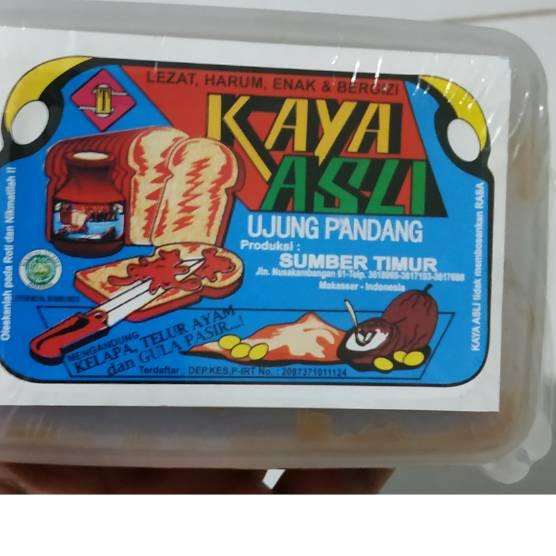 LEZAT, HARUM, ENAK & BERGIZI
KAYA
ASLI
UJUNG PANDANG
Produksi :
SUMBER TIMUR
Makassar - Indonesia
Oleskanlah pada Roti dan Nikmatilah !!
KAYA ASLI tidak membosankan RASA
MENGANDUNG
KELAPA, TELUR AYAM
dan GULA PASIR...!
Terdaftar : DEP.KES.P-IRT No. : 2087371011124